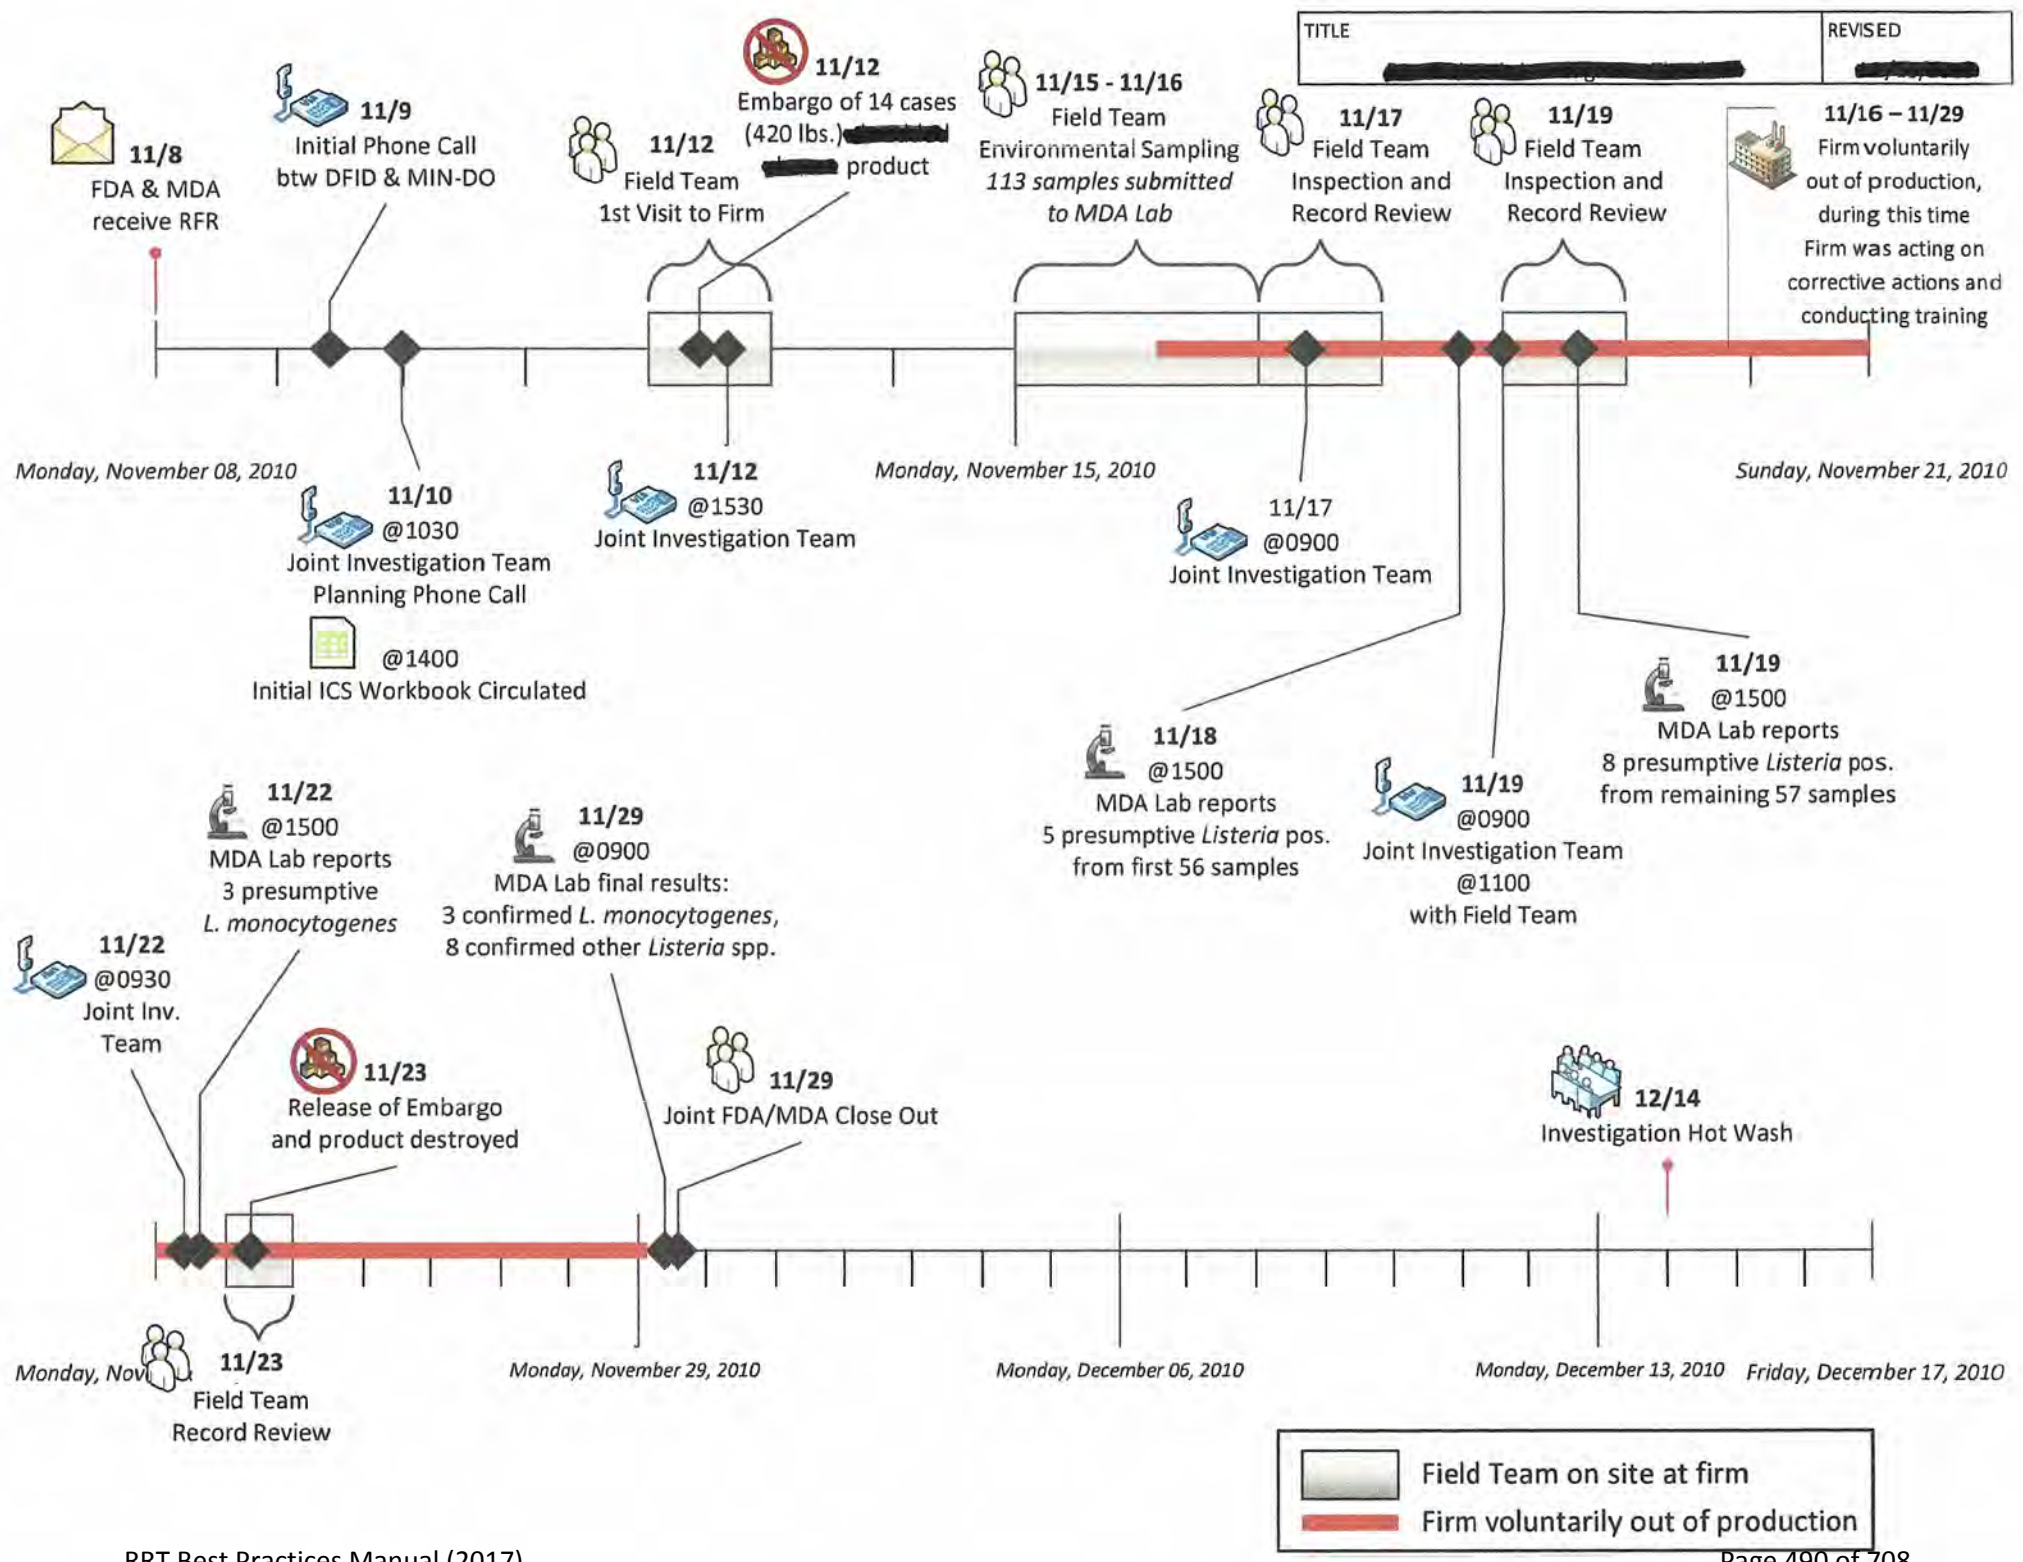 TITLE
REVISED
11/8
FDA & MDA
receive RFR
11/9
Initial Phone Call
btw DFID & MIN-DO
11/12
Field Team
1st Visit to Firm
11/12
Embargo of 14 cases
(420 lbs.)
product
11/15 - 11/16
Field Team
Environmental Sampling
113 samples submitted
to MDA Lab
11/17
Field Team
Inspection and
Record Review
11/19
Field Team
Inspection and
Record Review
11/16 – 11/29
Firm voluntarily
out of production,
during this time
Firm was acting on
corrective actions and
conducting training
Monday, November 08, 2010
Monday, November 15, 2010
Sunday, November 21, 2010
11/10
@1030
Joint Investigation Team
Planning Phone Call
@1400
Initial ICS Workbook Circulated
11/12
@1530
Joint Investigation Team
11/17
@0900
Joint Investigation Team
11/18
@1500
MDA Lab reports
5 presumptive Listeria pos.
from first 56 samples
11/19
@0900
Joint Investigation Team
@1100
with Field Team
11/19
@1500
MDA Lab reports
8 presumptive Listeria pos.
from remaining 57 samples
11/22
@0930
Joint Inv.
Team
11/22
@1500
MDA Lab reports
3 presumptive
L. monocytogenes
11/23
Release of Embargo
and product destroyed
11/29
@0900
MDA Lab final results:
3 confirmed L. monocytogenes,
8 confirmed other Listeria spp.
11/29
Joint FDA/MDA Close Out
12/14
Investigation Hot Wash
Monday, Nov
11/23
Field Team
Record Review
Monday, November 29, 2010
Monday, December 06, 2010
Monday, December 13, 2010
Friday, December 17, 2010
Field Team on site at firm
Firm voluntarily out of production
RRT Best Practices Manual (2017)
Page 490 of 708